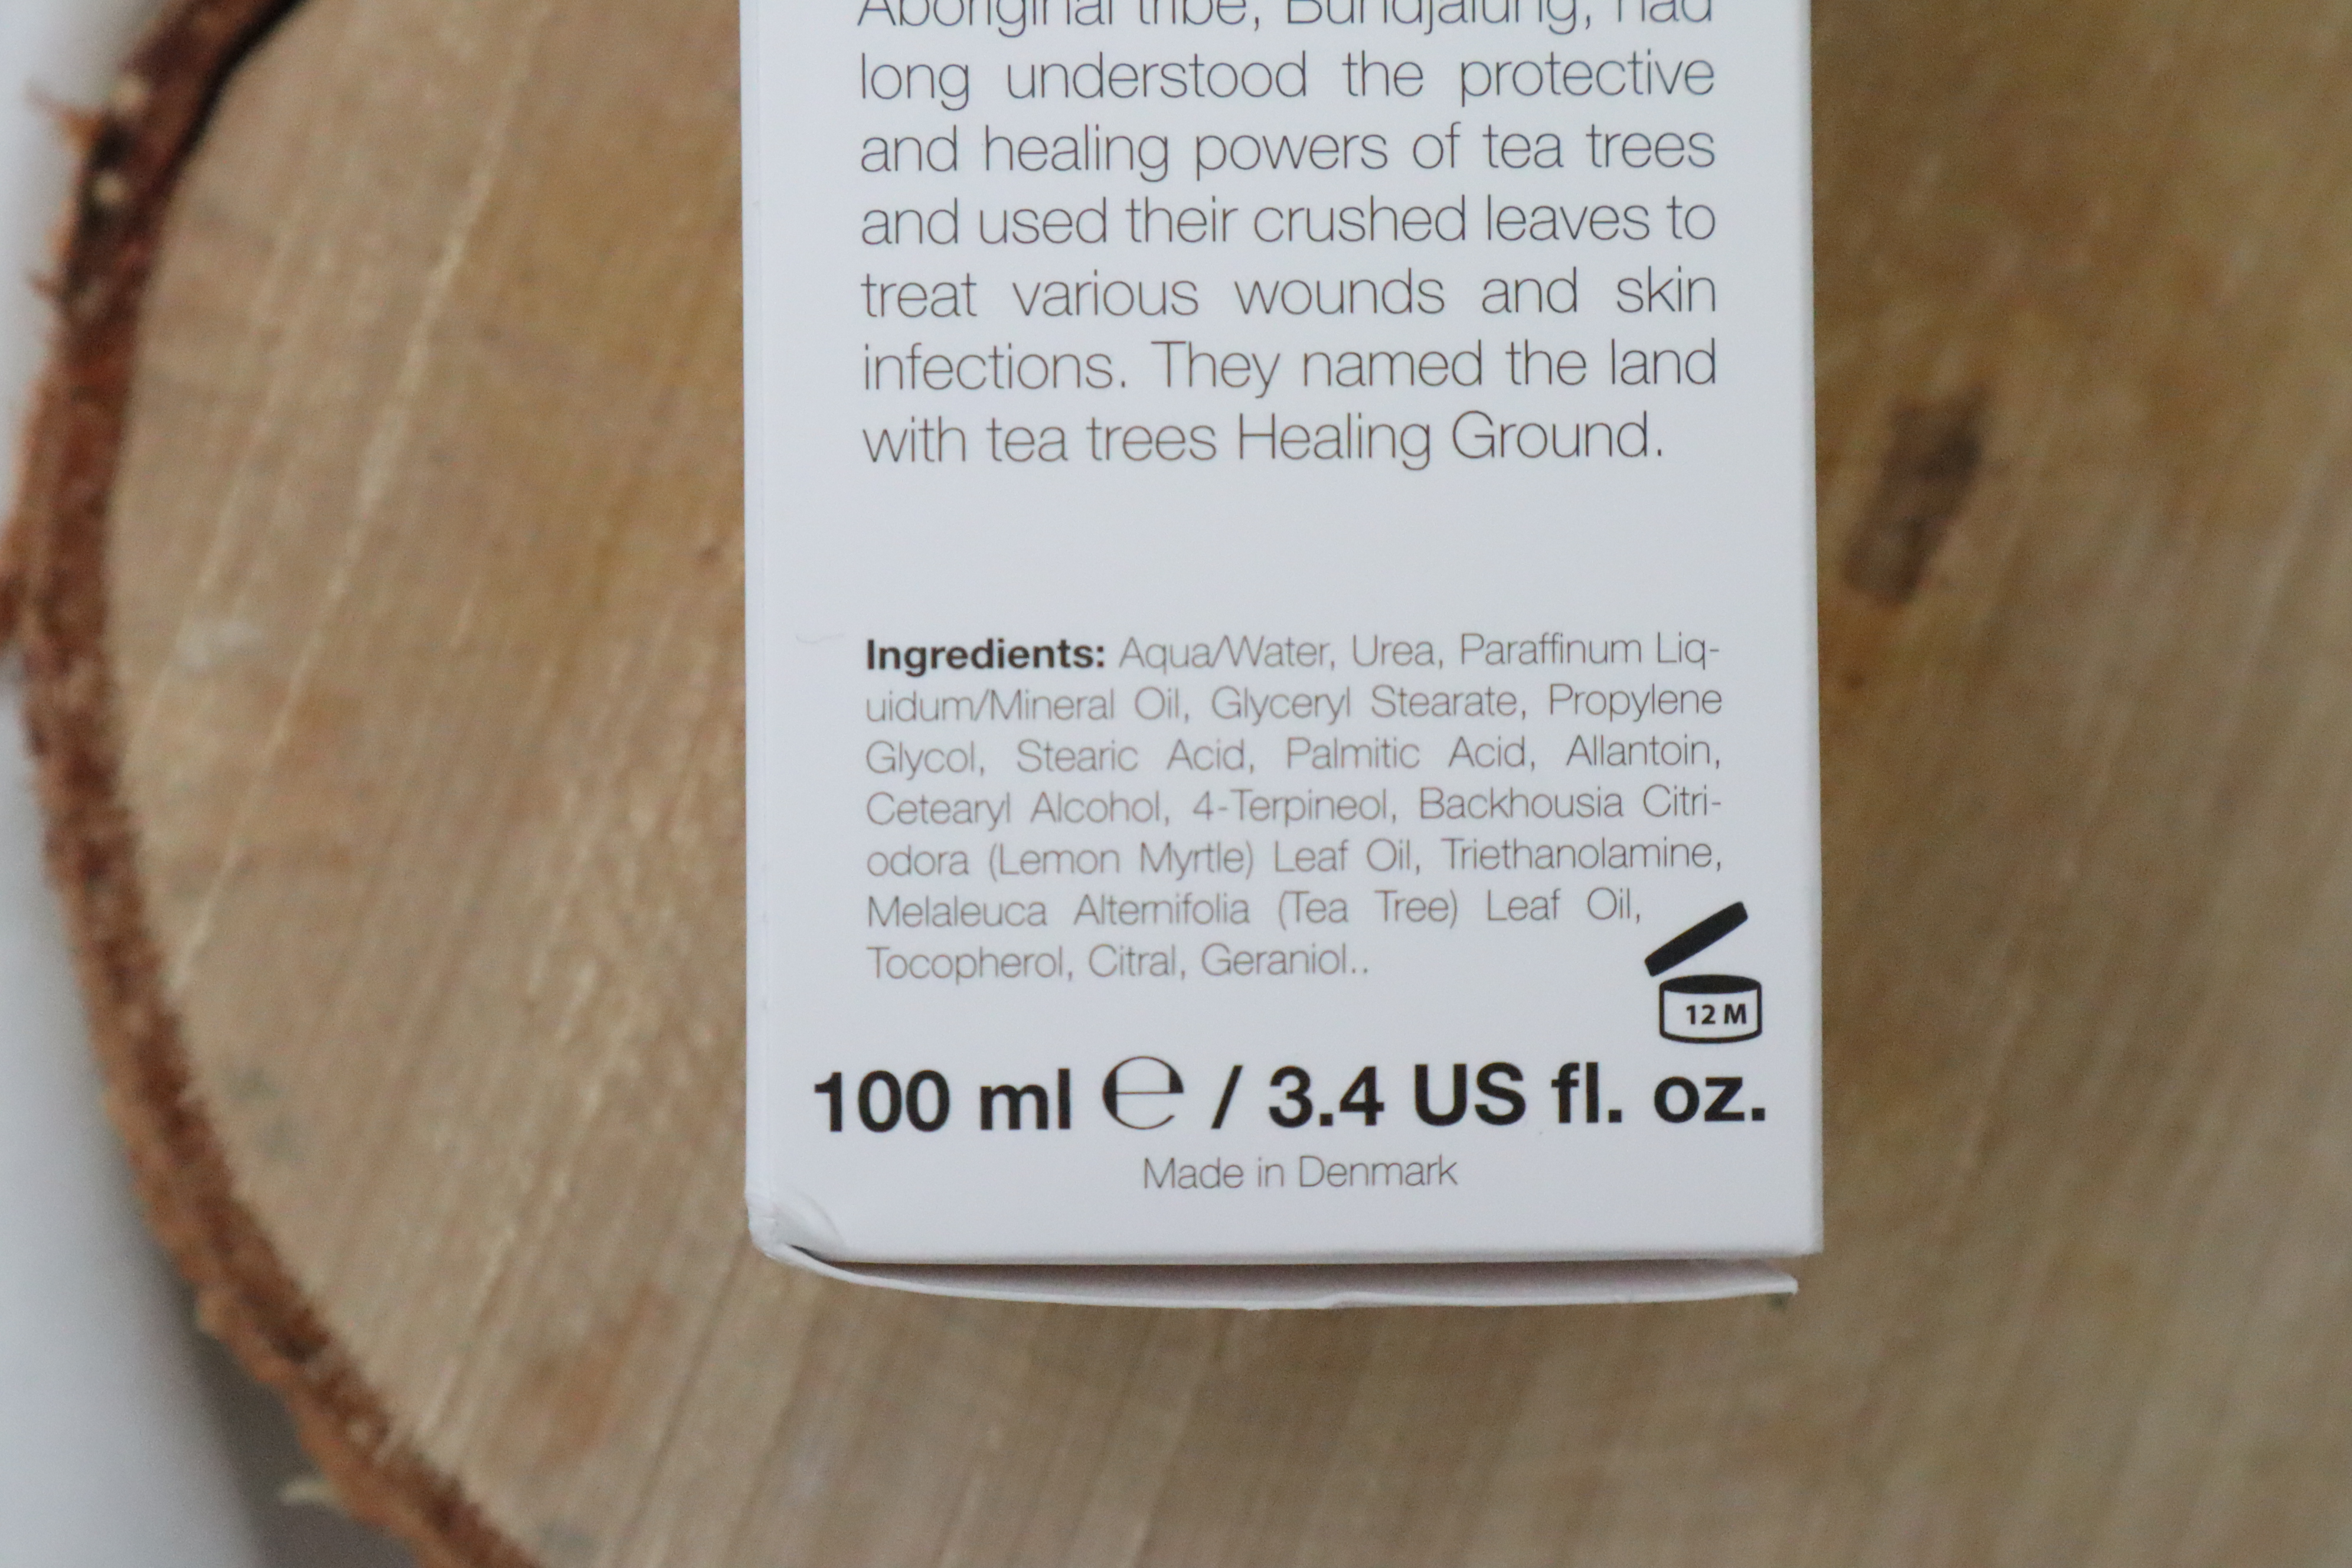 Aboriginal tribe, Bundjalung, had
long understood the protective
and healing powers of tea trees
and used their crushed leaves to
treat various wounds and skin
infections. They named the land
with tea trees Healing Ground.
Ingredients: Aqua/Water, Urea, Paraffinum Liq-
uidum/Mineral Oil, Glyceryl Stearate, Propylene
Glycol, Stearic Acid, Palmitic Acid, Allantoin,
Cetearyl Alcohol, 4-Terpineol, Backhousia Citri-
odora (Lemon Myrtle) Leaf Oil, Triethanolamine,
Melaleuca Alternifolia (Tea Tree) Leaf Oil,
Tocopherol, Citral, Geraniol..
12 M
100 ml e / 3.4 US fl. oz.
Made in Denmark